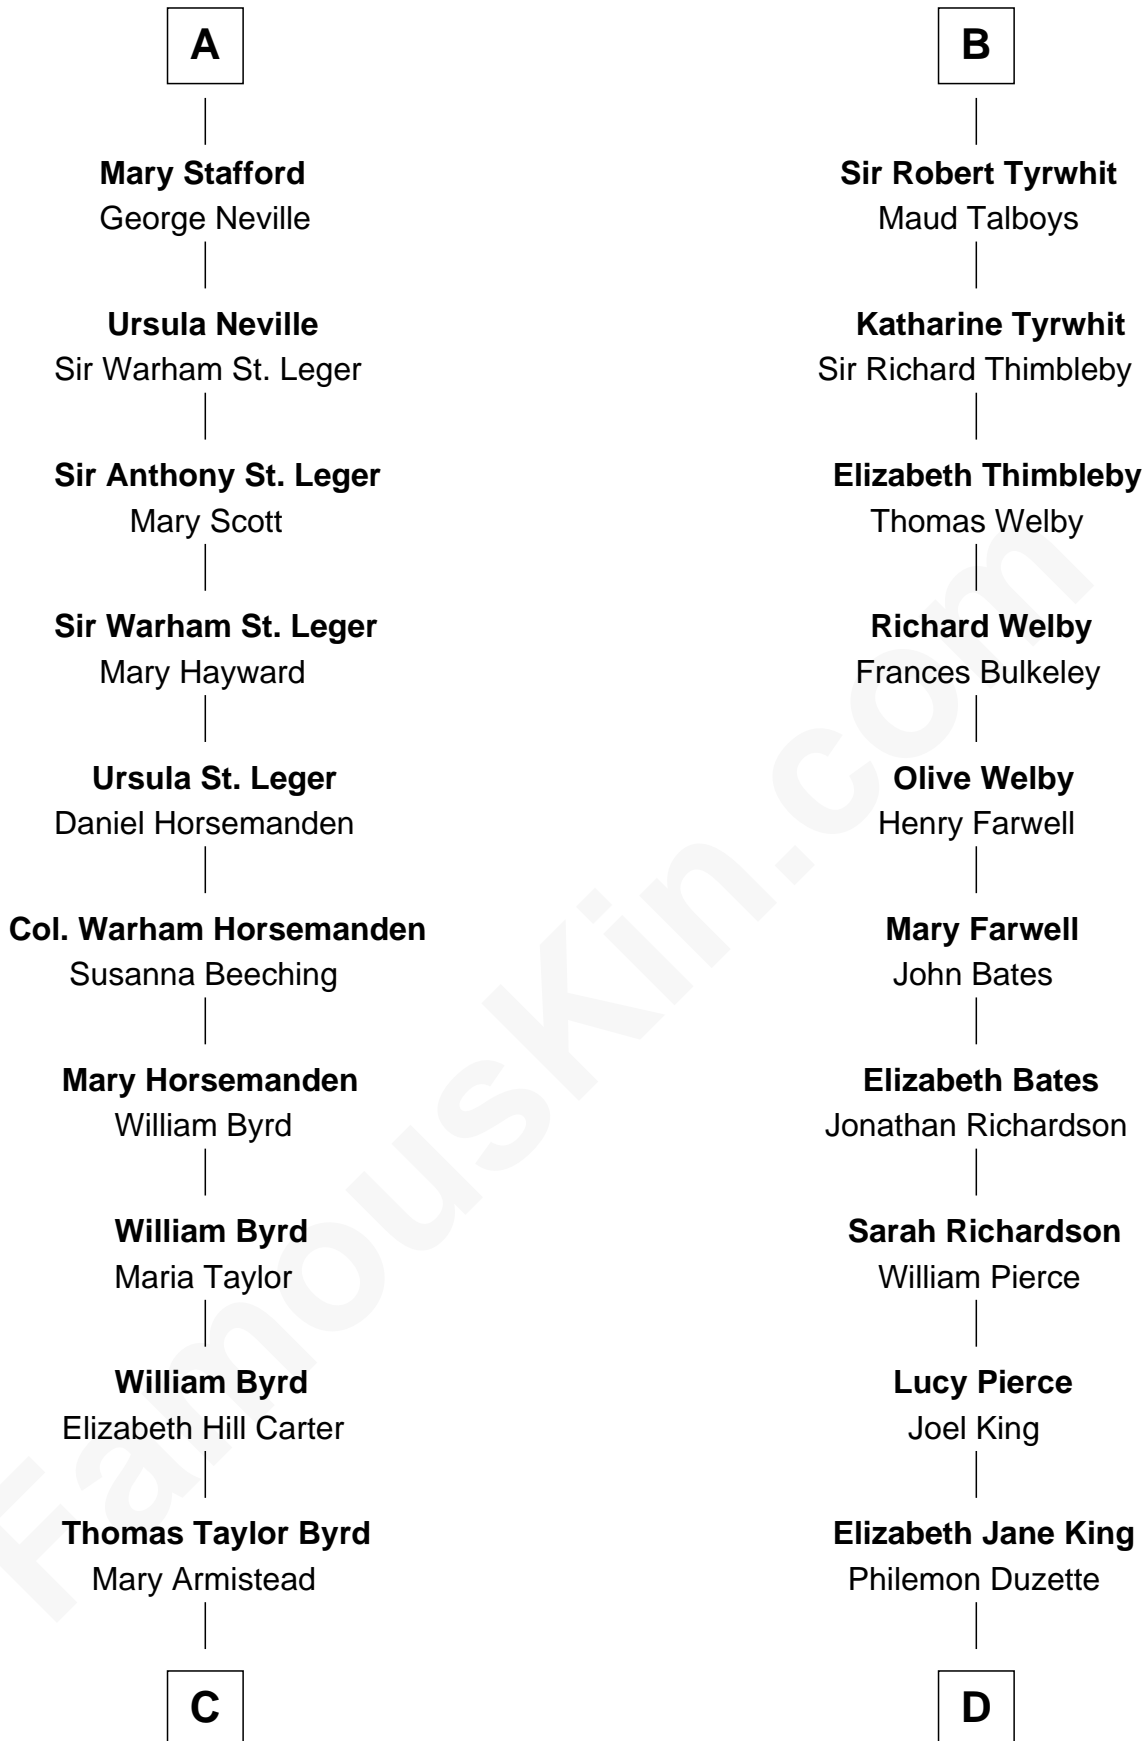 A
Mary Stafford
George Neville
Ursula Neville
Sir Warham St. Leger
Sir Anthony St. Leger
Mary Scott
Sir Warham St. Leger
Mary Hayward
Ursula St. Leger
Daniel Horsemanden
Col. Warham Horsemanden
Susanna Beeching
Mary Horsemanden
William Byrd
William Byrd
Maria Taylor
William Byrd
Elizabeth Hill Carter
Thomas Taylor Byrd
Mary Armistead
C
B
Sir Robert Tyrwhit
Maud Talboys
Katharine Tyrwhit
Sir Richard Thimbleby
Elizabeth Thimbleby
Thomas Welby
Richard Welby
Frances Bulkeley
Olive Welby
Henry Farwell
Mary Farwell
John Bates
Elizabeth Bates
Jonathan Richardson
Sarah Richardson
William Pierce
Lucy Pierce
Joel King
Elizabeth Jane King
Philemon Duzette
D
FamousKin.com